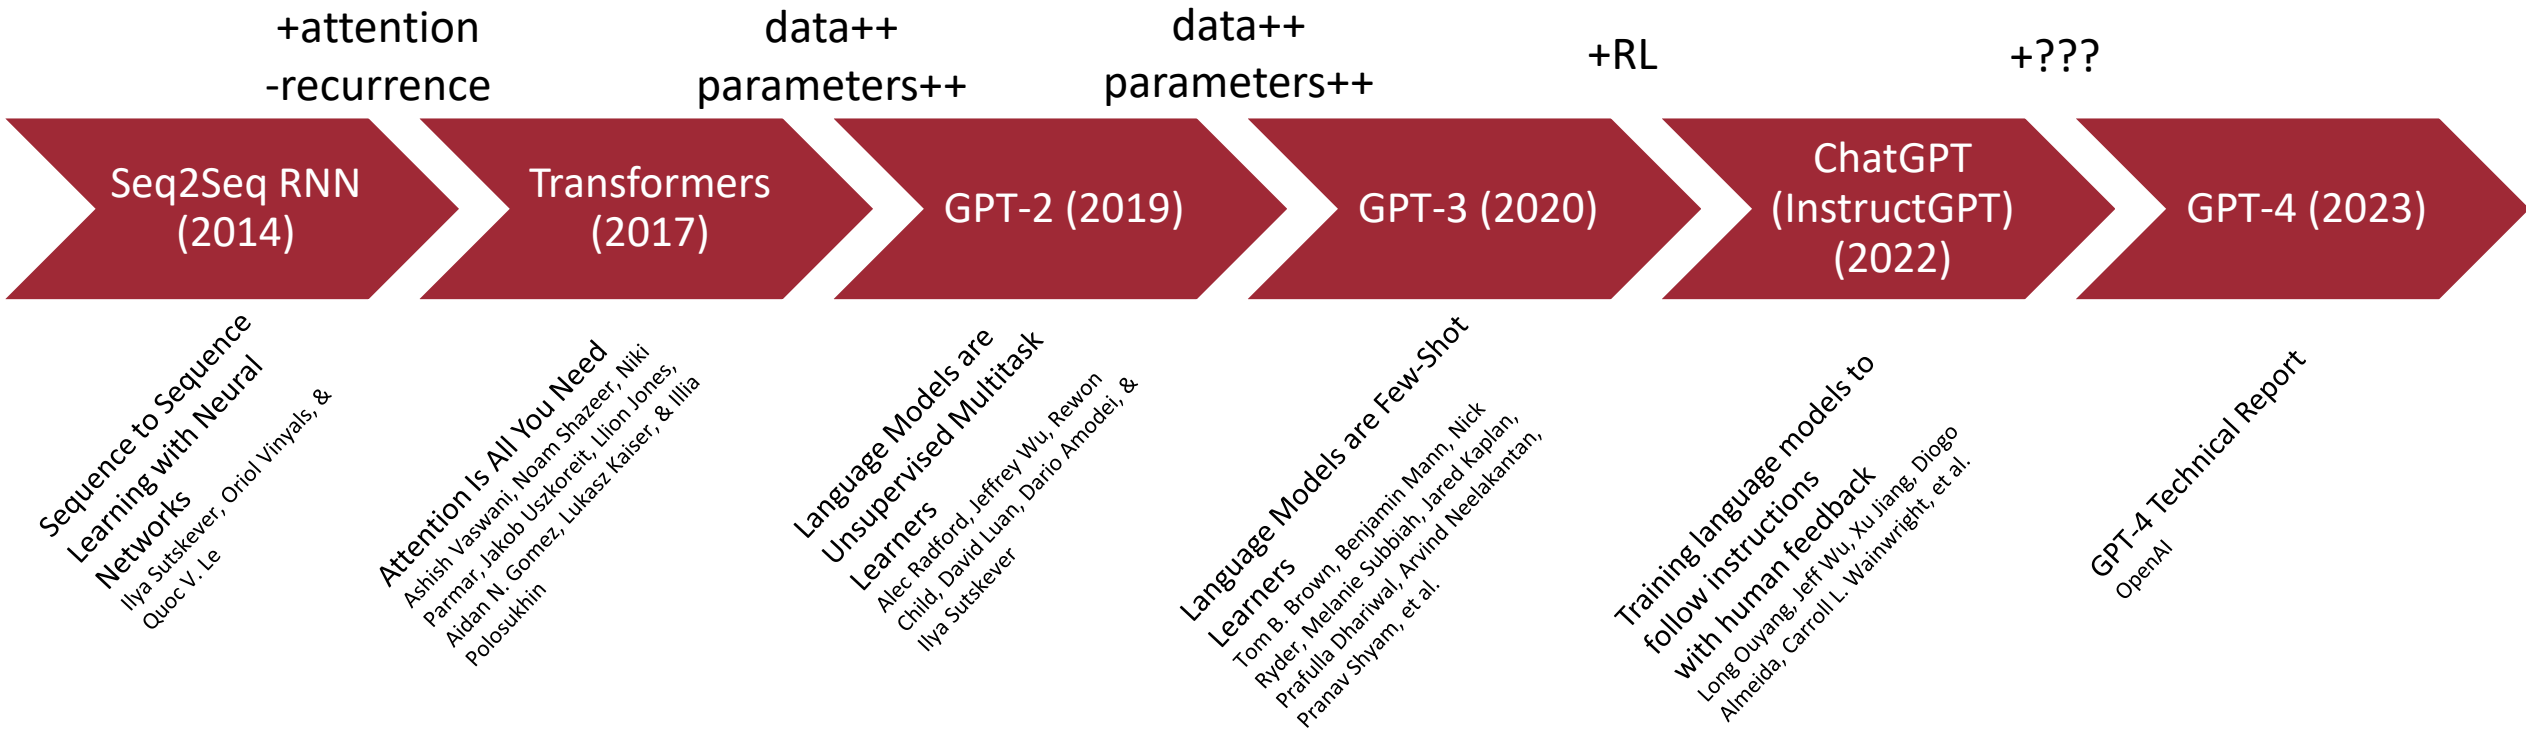 +attention
-recurrence
data++
parameters++
data++
parameters++
+RL
+???
Seq2Seq RNN
(2014)
Transformers
(2017)
GPT-2 (2019)
GPT-3 (2020)
ChatGPT
(InstructGPT)
(2022)
GPT-4 (2023)
Sequence to Sequence
Learning with Neural
Networks
Ilya Sutskever, Oriol Vinyals, &
Quoc V. Le
Attention Is All You Need
Ashish Vaswani, Noam Shazeer, Niki
Parmar, Jakob Uszkoreit, Llion Jones,
Aidan N. Gomez, Lukasz Kaiser, & Illia
Polosukhin
Language Models are
Unsupervised Multitask
Learners
Alec Radford, Jeffrey Wu, Rewon
Child, David Luan, Dario Amodei, &
Ilya Sutskever
Language Models are Few-Shot
Learners
Tom B. Brown, Benjamin Mann, Nick
Ryder, Melanie Subbiah, Jared Kaplan,
Prafulla Dhariwal, Arvind Neelakantan,
Pranav Shyam, et al.
Training language models to
follow instructions
with human feedback
Long Ouyang, Jeff Wu, Xu Jiang, Diogo
Almeida, Carroll L. Wainwright, et al.
GPT-4 Technical Report
OpenAI